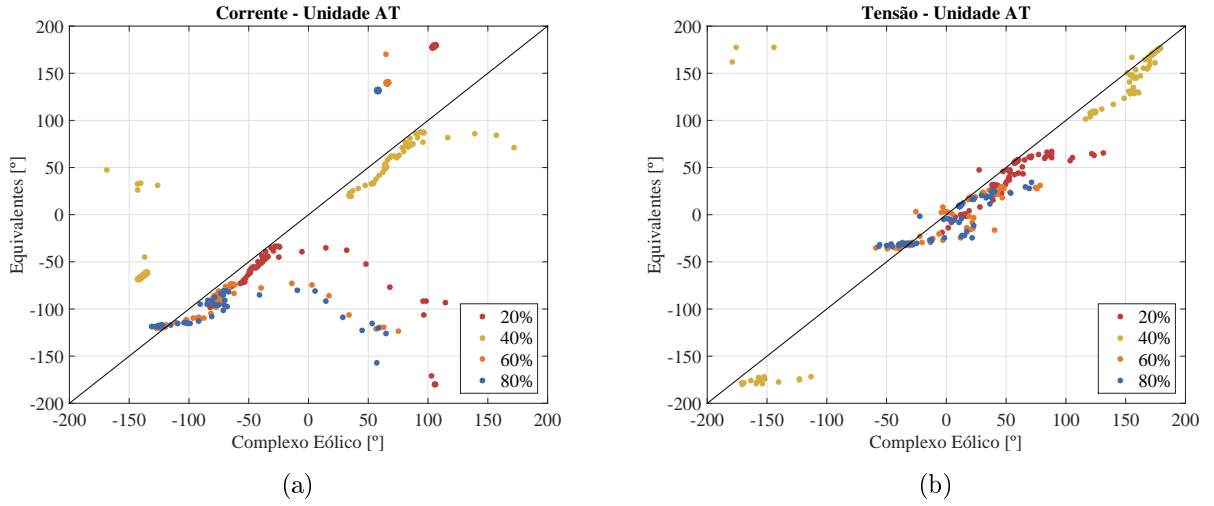 Corrente - Unidade AT
200
150
100
50
0
-50
-100
-150
-200
Equivalentes [º]
-200 -150 -100 -50 0 50 100 150 200
Complexo Eólico [º]
20%
40%
60%
80%
(a)
Tensão - Unidade AT
200
150
100
50
0
-50
-100
-150
-200
Equivalentes [º]
-200 -150 -100 -50 0 50 100 150 200
Complexo Eólico [º]
20%
40%
60%
80%
(b)